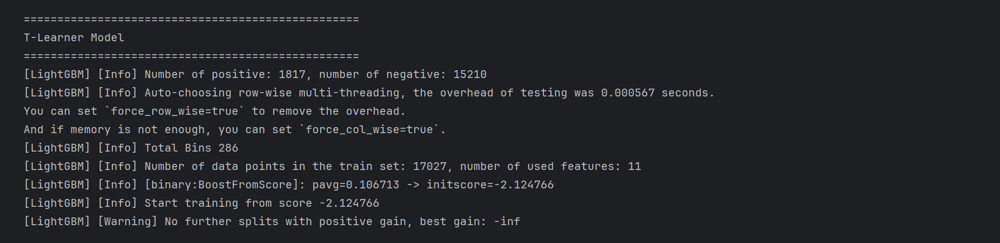 ==================================================
T-Learner Model
==================================================
[LightGBM] [Info] Number of positive: 1817, number of negative: 15210
[LightGBM] [Info] Auto-choosing row-wise multi-threading, the overhead of testing was 0.000567 seconds.
You can set `force_row_wise=true` to remove the overhead.
And if memory is not enough, you can set `force_col_wise=true`.
[LightGBM] [Info] Total Bins 286
[LightGBM] [Info] Number of data points in the train set: 17027, number of used features: 11
[LightGBM] [Info] [binary:BoostFromScore]: pavg=0.106713 -> initscore=-2.124766
[LightGBM] [Info] Start training from score -2.124766
[LightGBM] [Warning] No further splits with positive gain, best gain: -inf